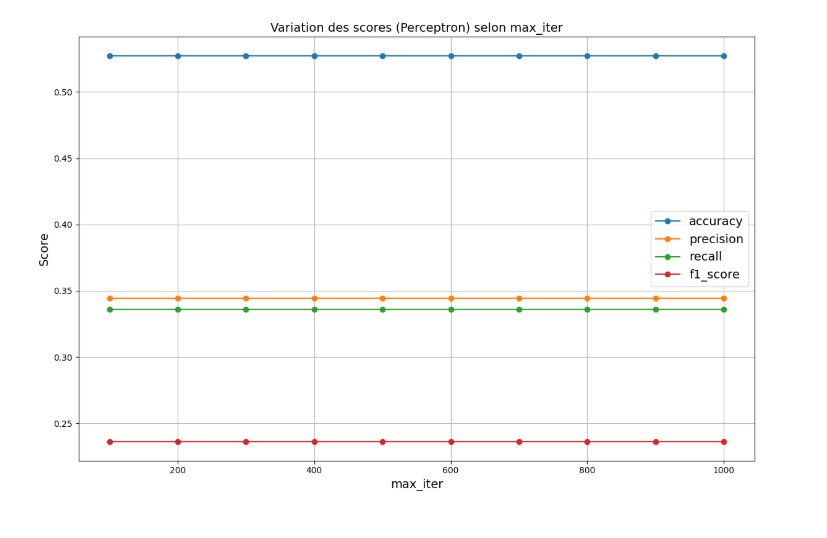 Variation des scores (Perceptron) selon max_iter
Score
0.50
0.45
0.40
0.35
0.30
0.25
accuracy
precision
recall
f1_score
200 400 600 800 1000
max_iter